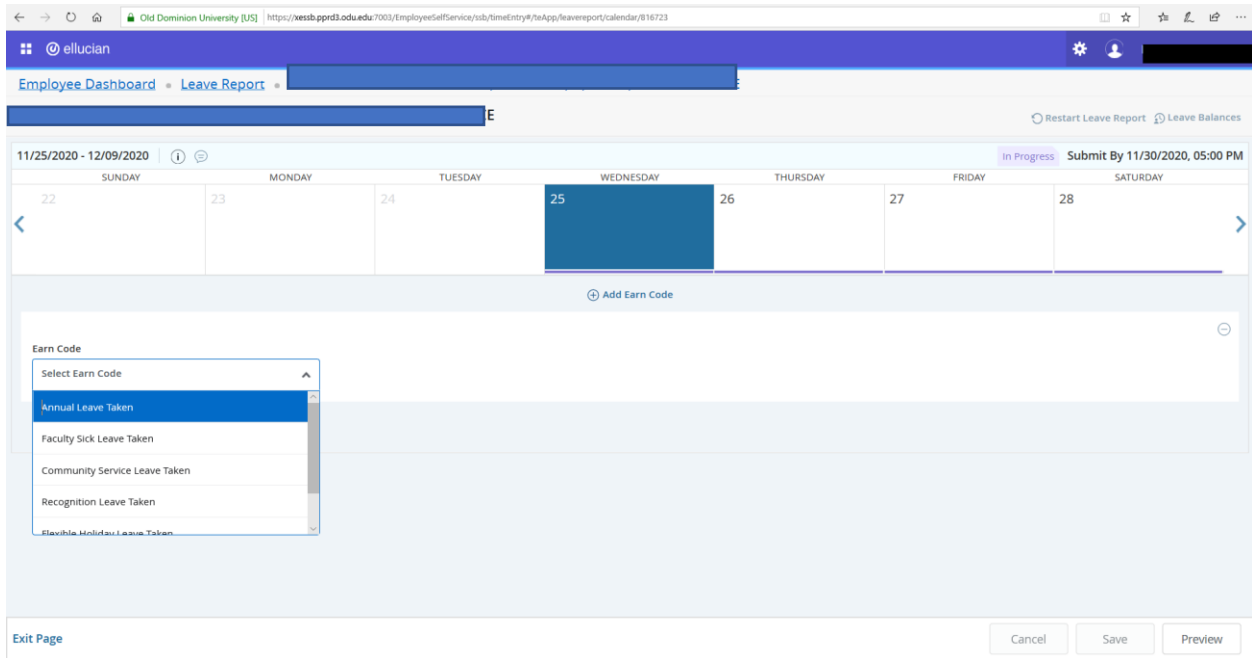 Old Dominion University [US] https://xessb.pprd3.odu.edu:7003/EmployeeSelfService/ssb/timeEntry#/teApp/leavereport/calendar/816723
ellucian
Employee Dashboard • Leave Report •
E
Restart Leave Report Leave Balances
11/25/2020 - 12/09/2020 In Progress Submit By 11/30/2020, 05:00 PM
SUNDAY MONDAY TUESDAY WEDNESDAY THURSDAY FRIDAY SATURDAY
22 23 24 25 26 27 28
Add Earn Code
Earn Code
Select Earn Code
Annual Leave Taken
Faculty Sick Leave Taken
Community Service Leave Taken
Recognition Leave Taken
Flexible Holiday Leave Taken
Exit Page Cancel Save Preview